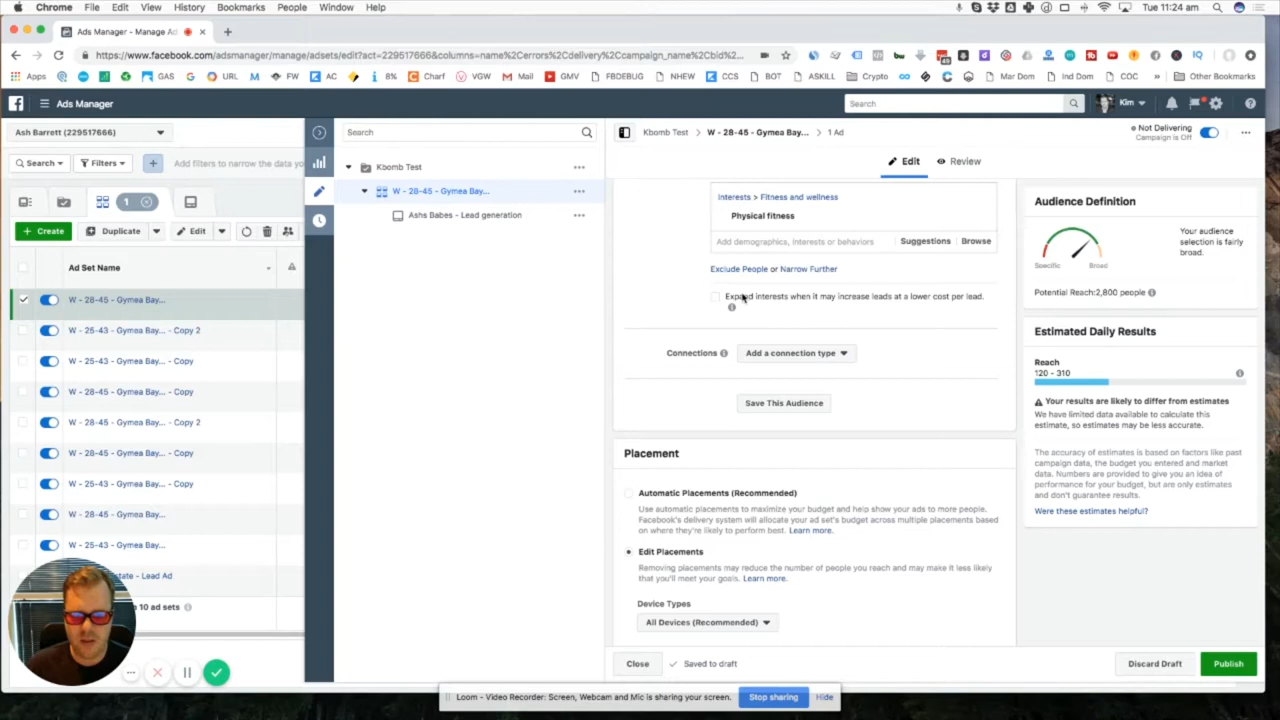 Chrome File Edit View History Bookmarks People Window Help
Tue 11:24 am
Ads Manager - Manage Ad
https://www.facebook.com/adsmanager/manage/adsets/edit?act=229517666&columns=name%2Cerrors%2Cdelivery%2Ccampaign_name%2Cbid%2...
Apps GAS URL FW AC 8% Charf VGW Mail GMV FBDEBUG NHEW CCS BOT ASKILL Crypto Mar Dom Ind Dom COC » Other Bookmarks
Ads Manager
Search
Kim
Ash Barrett (229517666)
Search
Kbomb Test > W - 28-45 - Gymea Bay... > 1 Ad
Not Delivering
Campaign is Off
Search Filters Add filters to narrow the data yo
Kbomb Test
Edit Review
W - 28-45 - Gymea Bay...
Ashs Babes - Lead generation
1
Create Duplicate Edit
Ad Set Name
W - 28-45 - Gymea Bay...
W - 25-43 - Gymea Bay... - Copy 2
W - 25-43 - Gymea Bay... - Copy
W - 28-45 - Gymea Bay... - Copy
W - 28-45 - Gymea Bay... - Copy 2
W - 28-45 - Gymea Bay... - Copy
W - 25-43 - Gymea Bay... - Copy
W - 28-45 - Gymea Bay...
W - 25-43 - Gymea Bay...
state - Lead Ad
10 ad sets
Interests > Fitness and wellness
Physical fitness
Add demographics, interests or behaviors Suggestions Browse
Exclude People or Narrow Further
Expand interests when it may increase leads at a lower cost per lead.
Connections Add a connection type
Save This Audience
Placement
Automatic Placements (Recommended)
Use automatic placements to maximize your budget and help show your ads to more people.
Facebook's delivery system will allocate your ad set's budget across multiple placements based
on where they're likely to perform best. Learn more.
Edit Placements
Removing placements may reduce the number of people you reach and may make it less likely
that you'll meet your goals. Learn more.
Device Types
All Devices (Recommended)
Close Saved to draft Discard Draft Publish
Audience Definition
Your audience
selection is fairly
broad.
Specific Broad
Potential Reach:2,800 people
Estimated Daily Results
Reach
120 - 310
Your results are likely to differ from estimates
We have limited data available to calculate this
estimate, so estimates may be less accurate.
The accuracy of estimates is based on factors like past
campaign data, the budget you entered and market
data. Numbers are provided to give you an idea of
performance for your budget, but are only estimates
and don't guarantee results.
Were these estimates helpful?
Loom - Video Recorder: Screen, Webcam and Mic is sharing your screen. Stop sharing Hide